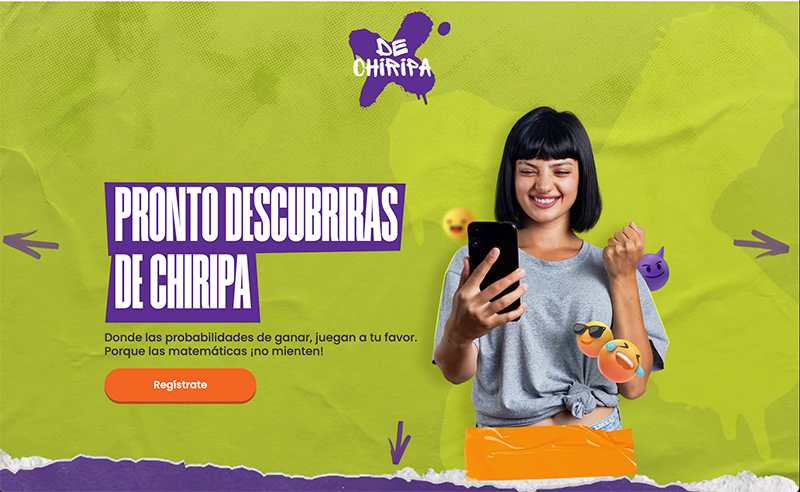 DE
CHIRIPA
PRONTO DESCUBRIRAS
DE CHIRIPA
Donde las probabilidades de ganar, juegan a tu favor.
Porque las matemáticas ¡no mienten!
Regístrate